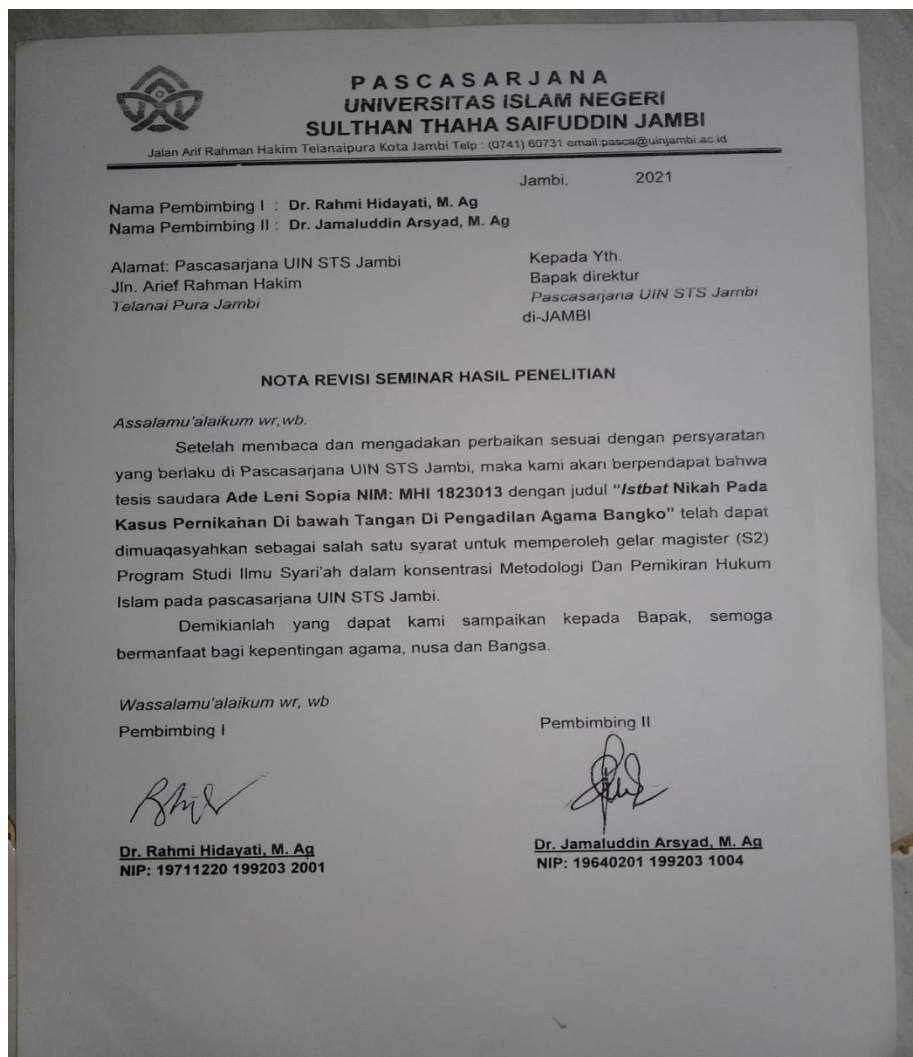 PASCASARJANA
UNIVERSITAS ISLAM NEGERI
SULTHAN THAHA SAIFUDDIN JAMBI
Jalan Arif Rahman Hakim Telanaipura Kota Jambi Telp : (0741) 60731 email:pasca@uinjambi.ac.id
Jambi, 2021
Nama Pembimbing I : Dr. Rahmi Hidayati, M. Ag
Nama Pembimbing II : Dr. Jamaluddin Arsyad, M. Ag
Alamat: Pascasarjana UIN STS Jambi
Jln. Arief Rahman Hakim
Telanai Pura Jambi
Kepada Yth.
Bapak direktur
Pascasarjana UIN STS Jambi
di-JAMBI
NOTA REVISI SEMINAR HASIL PENELITIAN
Assalamu'alaikum wr,wb.
Setelah membaca dan mengadakan perbaikan sesuai dengan persyaratan
yang berlaku di Pascasarjana UIN STS Jambi, maka kami akan berpendapat bahwa
tesis saudara Ade Leni Sopia NIM: MHI 1823013 dengan judul “Istbat Nikah Pada
Kasus Pernikahan Di bawah Tangan Di Pengadilan Agama Bangko” telah dapat
dimuaqasyahkan sebagai salah satu syarat untuk memperoleh gelar magister (S2)
Program Studi Ilmu Syari'ah dalam konsentrasi Metodologi Dan Pemikiran Hukum
Islam pada pascasarjana UIN STS Jambi.
Demikianlah yang dapat kami sampaikan kepada Bapak, semoga
bermanfaat bagi kepentingan agama, nusa dan Bangsa.
Wassalamu'alaikum wr, wb
Pembimbing I
Pembimbing II
Dr. Rahmi Hidayati, M. Ag
NIP: 19711220 199203 2001
Dr. Jamaluddin Arsyad, M. Ag
NIP: 19640201 199203 1004